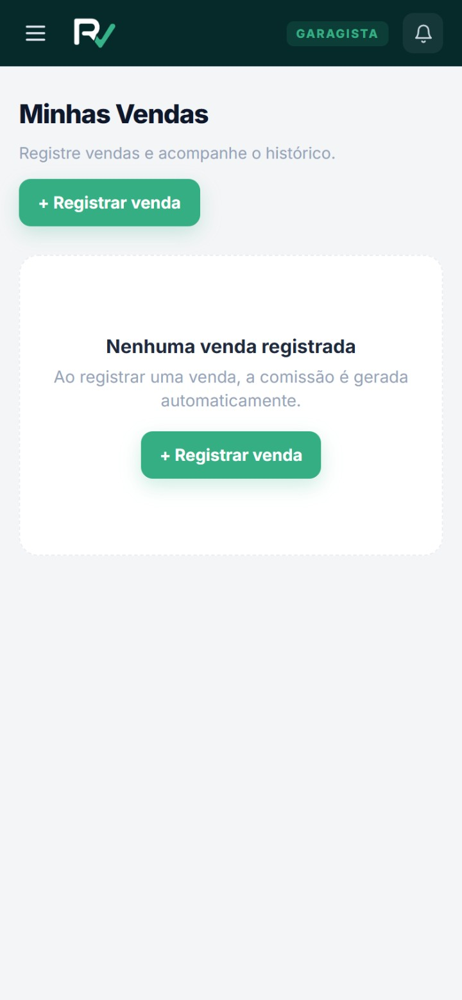 RV
GARAGISTA
Minhas Vendas
Registre vendas e acompanhe o histórico.
+ Registrar venda
Nenhuma venda registrada
Ao registrar uma venda, a comissão é gerada
automaticamente.
+ Registrar venda